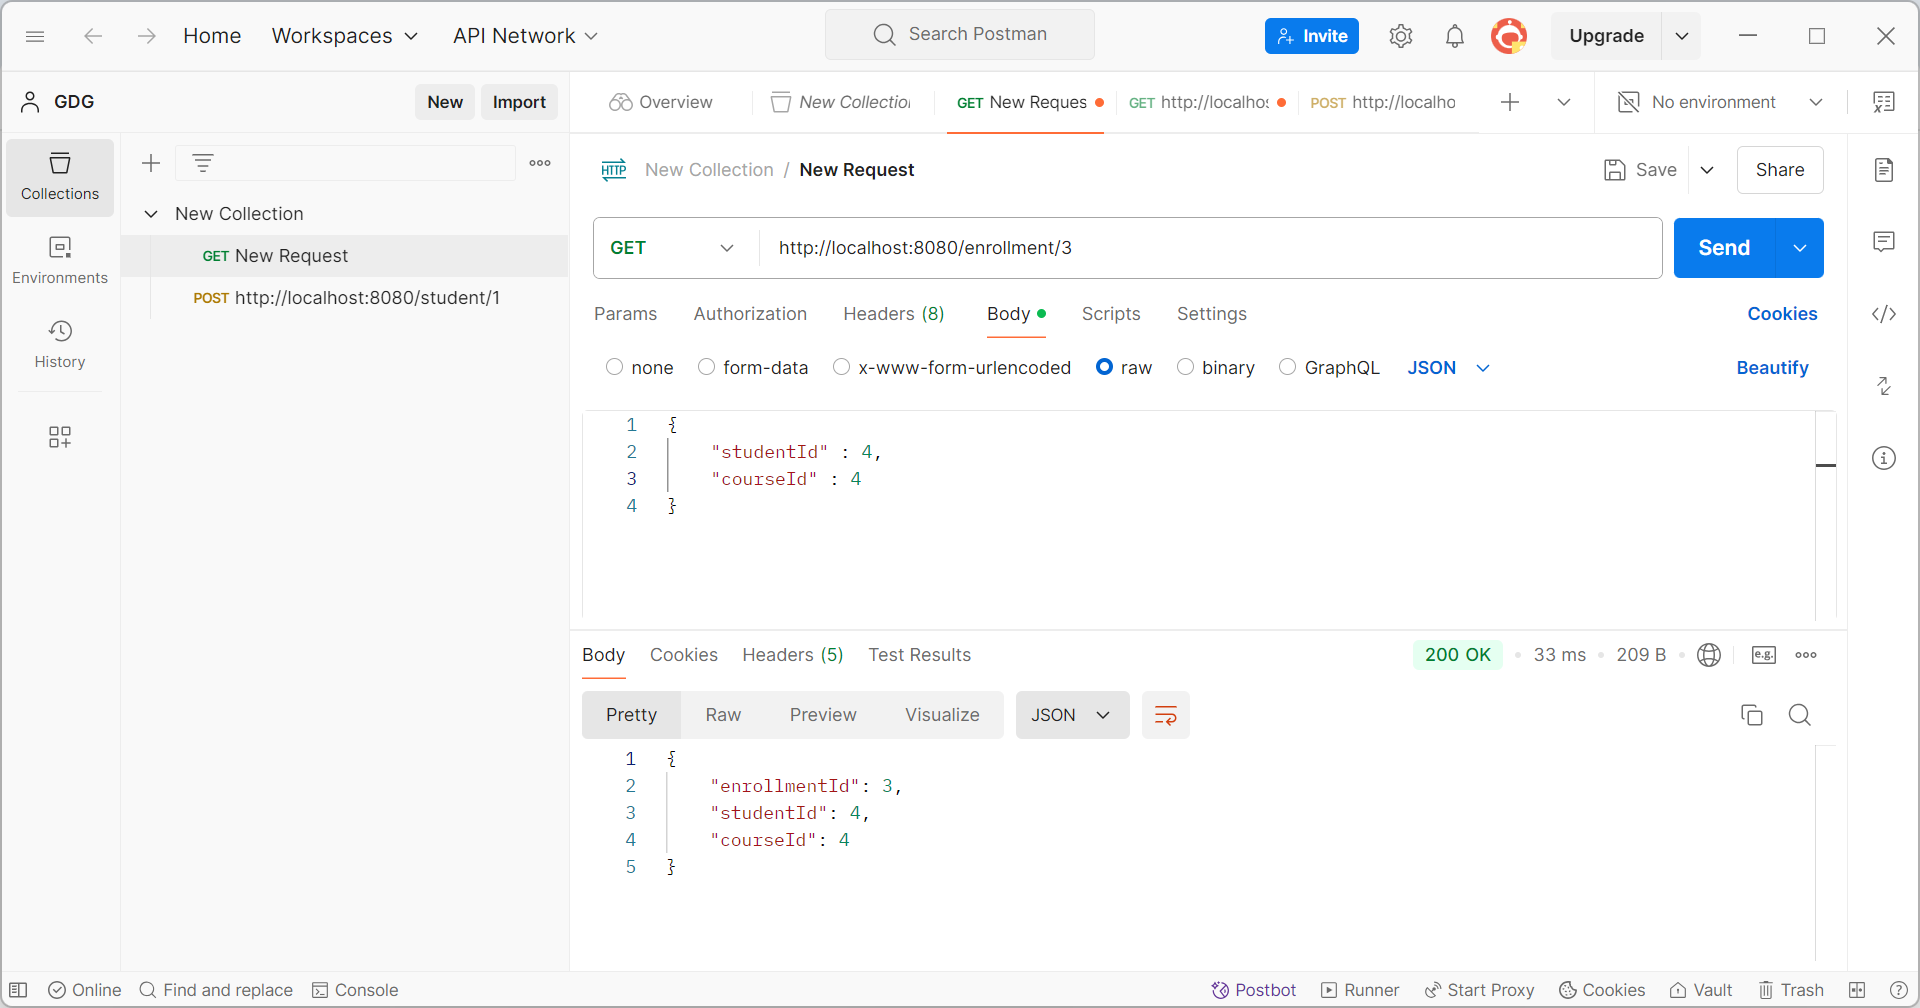 Home Workspaces API Network Search Postman Invite Upgrade
GDG New Import Overview New Collection GET New Reques GET http://localhos POST http://localho No environment
Collections
Environments
History
New Collection
GET New Request
POST http://localhost:8080/student/1
HTTP New Collection / New Request Save Share
GET http://localhost:8080/enrollment/3 Send
Params Authorization Headers (8) Body Scripts Settings Cookies
none form-data x-www-form-urlencoded raw binary GraphQL JSON Beautify
1 {
2 "studentId" : 4,
3 "courseId" : 4
4 }
Body Cookies Headers (5) Test Results 200 OK • 33 ms • 209 B e.g.
Pretty Raw Preview Visualize JSON
1 {
2 "enrollmentId": 3,
3 "studentId": 4,
4 "courseId": 4
5 }
Online Find and replace Console Postbot Runner Start Proxy Cookies Vault Trash